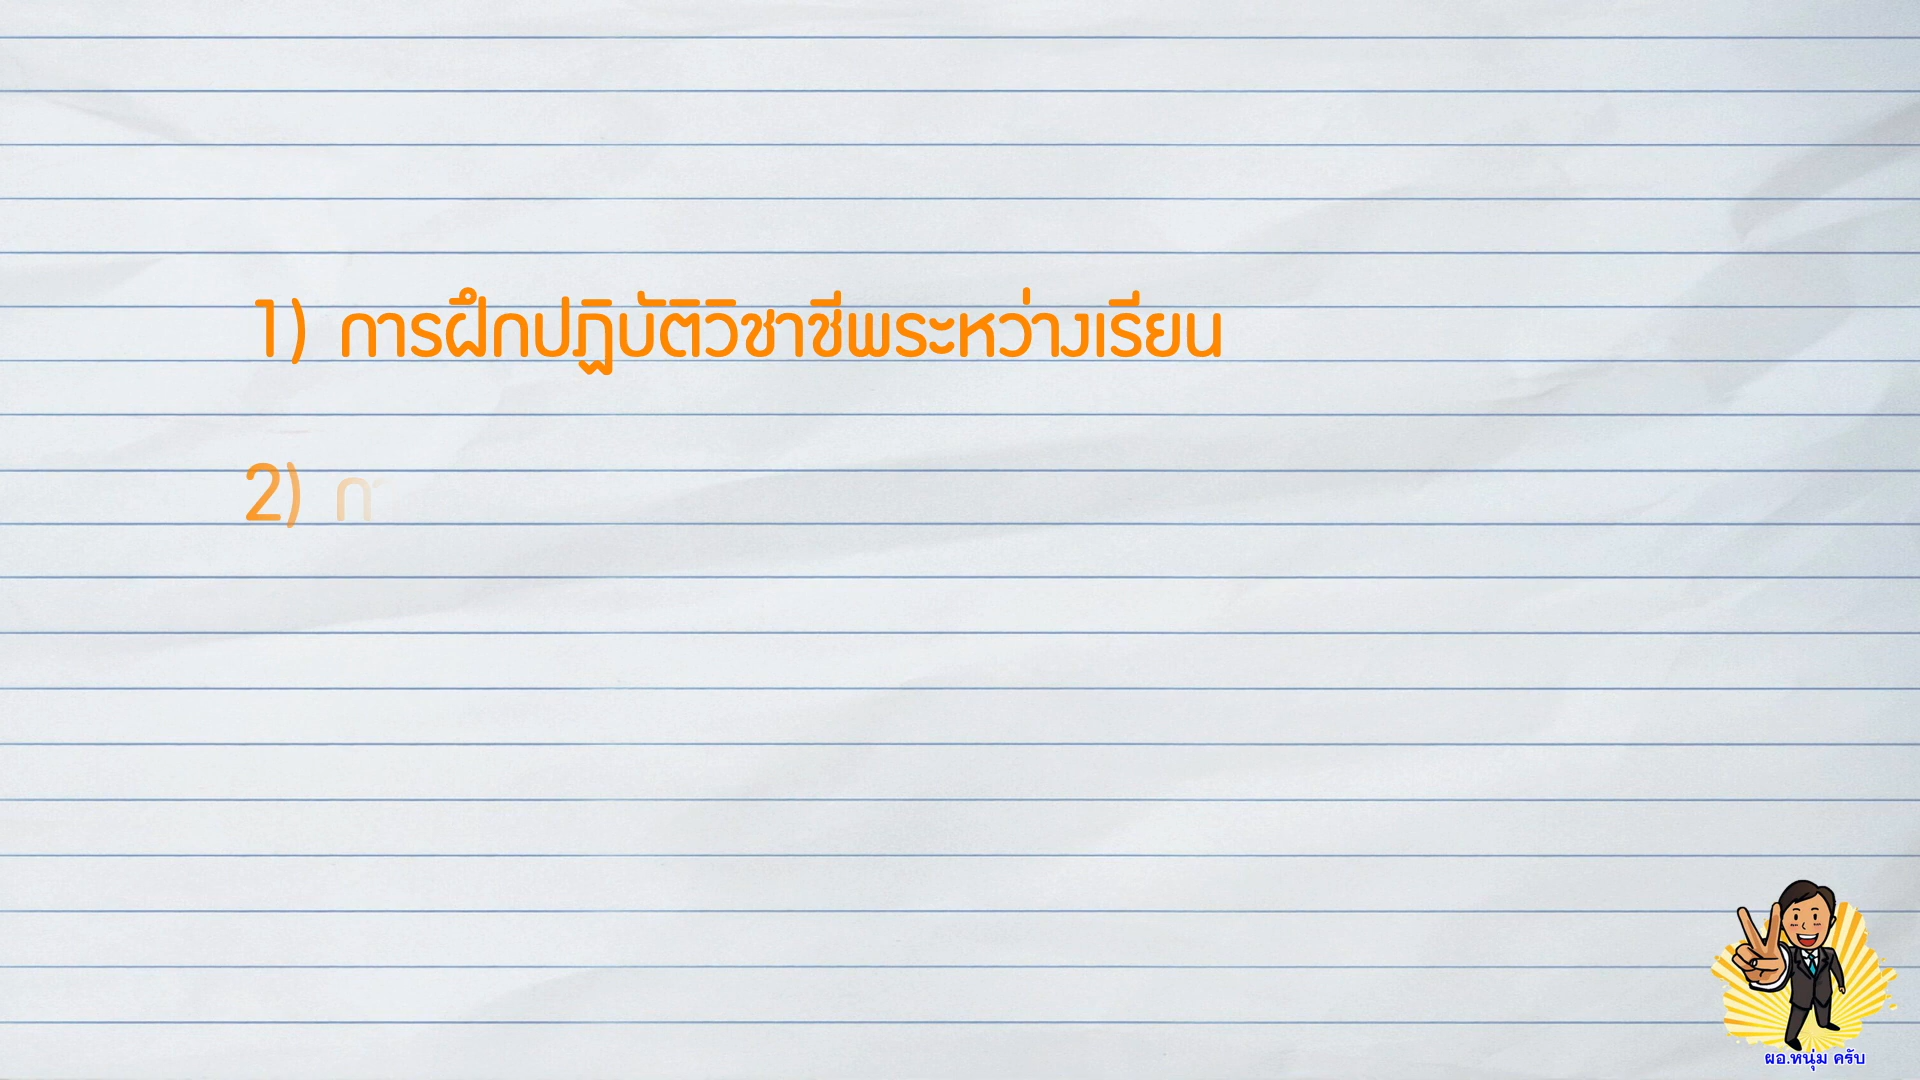 1) การฝึกปฏิบัติวิชาชีพระหว่างเรียน
2)
ผอ.หนุ่ม ครับ